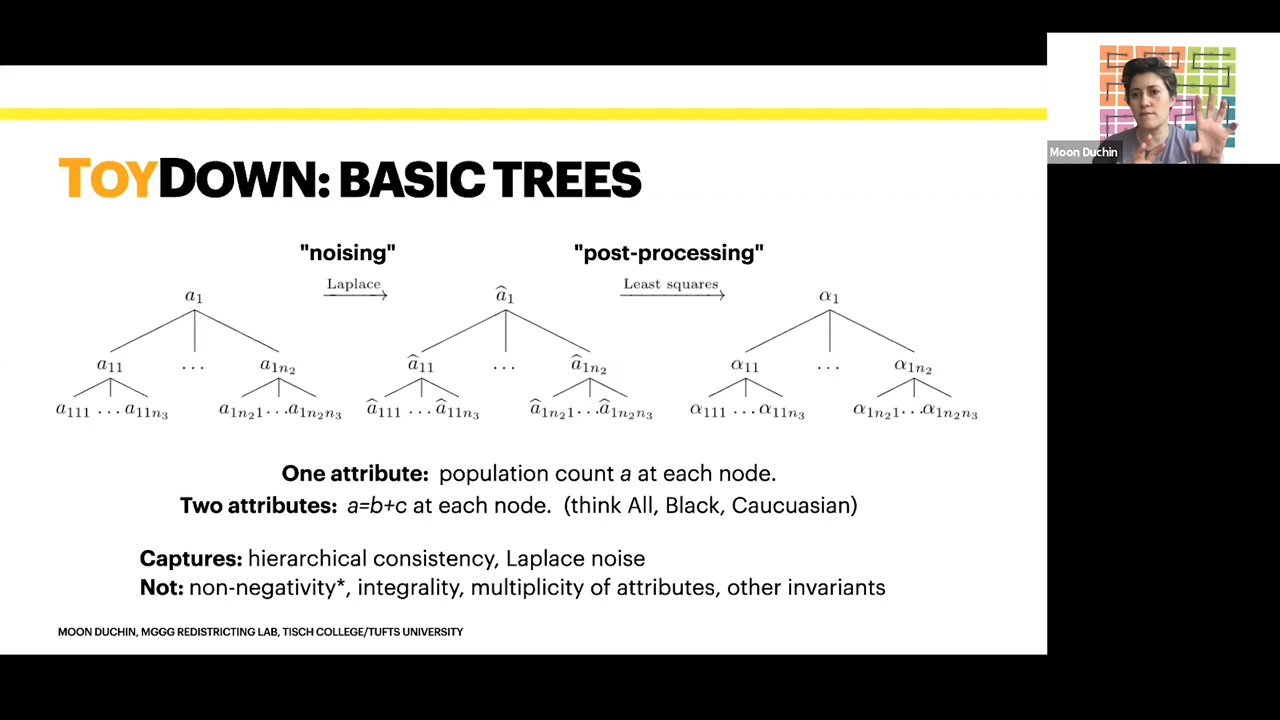 TOYDOWN: BASIC TREES
"noising" "post-processing"
Laplace Least squares
a₁ â₁ α₁
a₁₁ ... a₁ₙ₂ â₁₁ ... â₁ₙ₂ α₁₁ ... α₁ₙ₂
a₁₁₁ ... a₁₁ₙ₃ a₁ₙ₂₁ ... a₁ₙ₂ₙ₃ â₁₁₁ ... â₁₁ₙ₃ â₁ₙ₂₁ ... â₁ₙ₂ₙ₃ α₁₁₁ ... α₁₁ₙ₃ α₁ₙ₂₁ ... α₁ₙ₂ₙ₃
One attribute: population count a at each node.
Two attributes: a=b+c at each node. (think All, Black, Caucuasian)
Captures: hierarchical consistency, Laplace noise
Not: non-negativity*, integrality, multiplicity of attributes, other invariants
MOON DUCHIN, MGGG REDISTRICTING LAB, TISCH COLLEGE/TUFTS UNIVERSITY
Moon Duchin